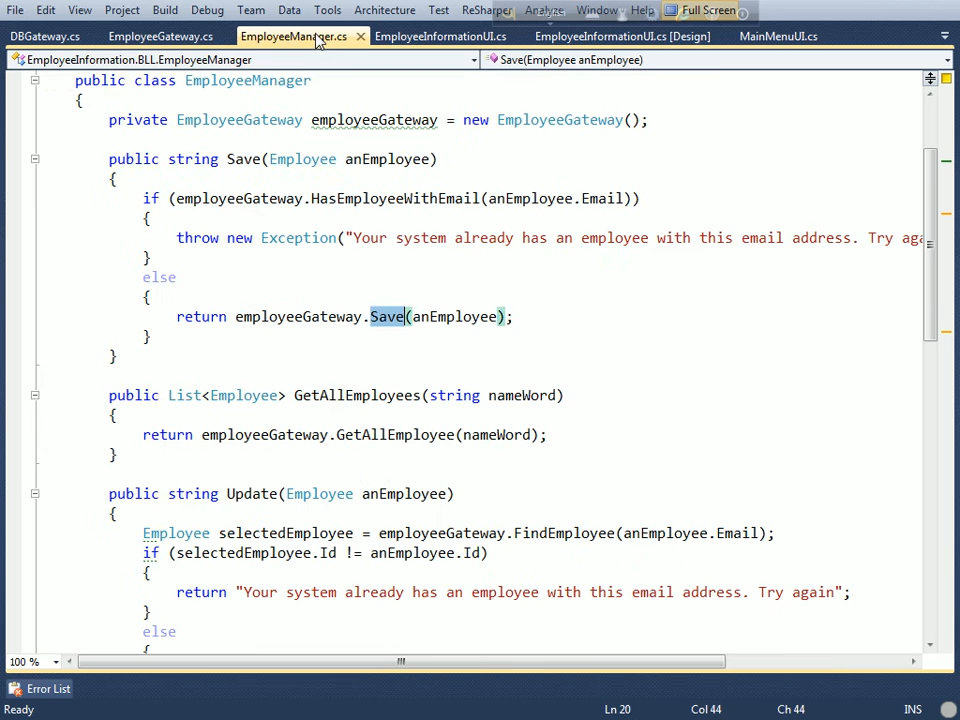 File Edit View Project Build Debug Team Data Tools Architecture Test ReSharper Analyze Window Help Full Screen
DBGateway.cs EmployeeGateway.cs EmployeeManager.cs EmployeeInformationUI.cs EmployeeInformationUI.cs [Design] MainMenuUI.cs
EmployeeInformation.BLL.EmployeeManager Save(Employee anEmployee)
public class EmployeeManager
{
private EmployeeGateway employeeGateway = new EmployeeGateway();
public string Save(Employee anEmployee)
{
if (employeeGateway.HasEmployeeWithEmail(anEmployee.Email))
{
throw new Exception("Your system already has an employee with this email address. Try aga
}
else
{
return employeeGateway.Save(anEmployee);
}
}
public List<Employee> GetAllEmployees(string nameWord)
{
return employeeGateway.GetAllEmployee(nameWord);
}
public string Update(Employee anEmployee)
{
Employee selectedEmployee = employeeGateway.FindEmployee(anEmployee.Email);
if (selectedEmployee.Id != anEmployee.Id)
{
return "Your system already has an employee with this email address. Try again";
}
else
{
100 %
Error List
Ready Ln 20 Col 44 Ch 44 INS